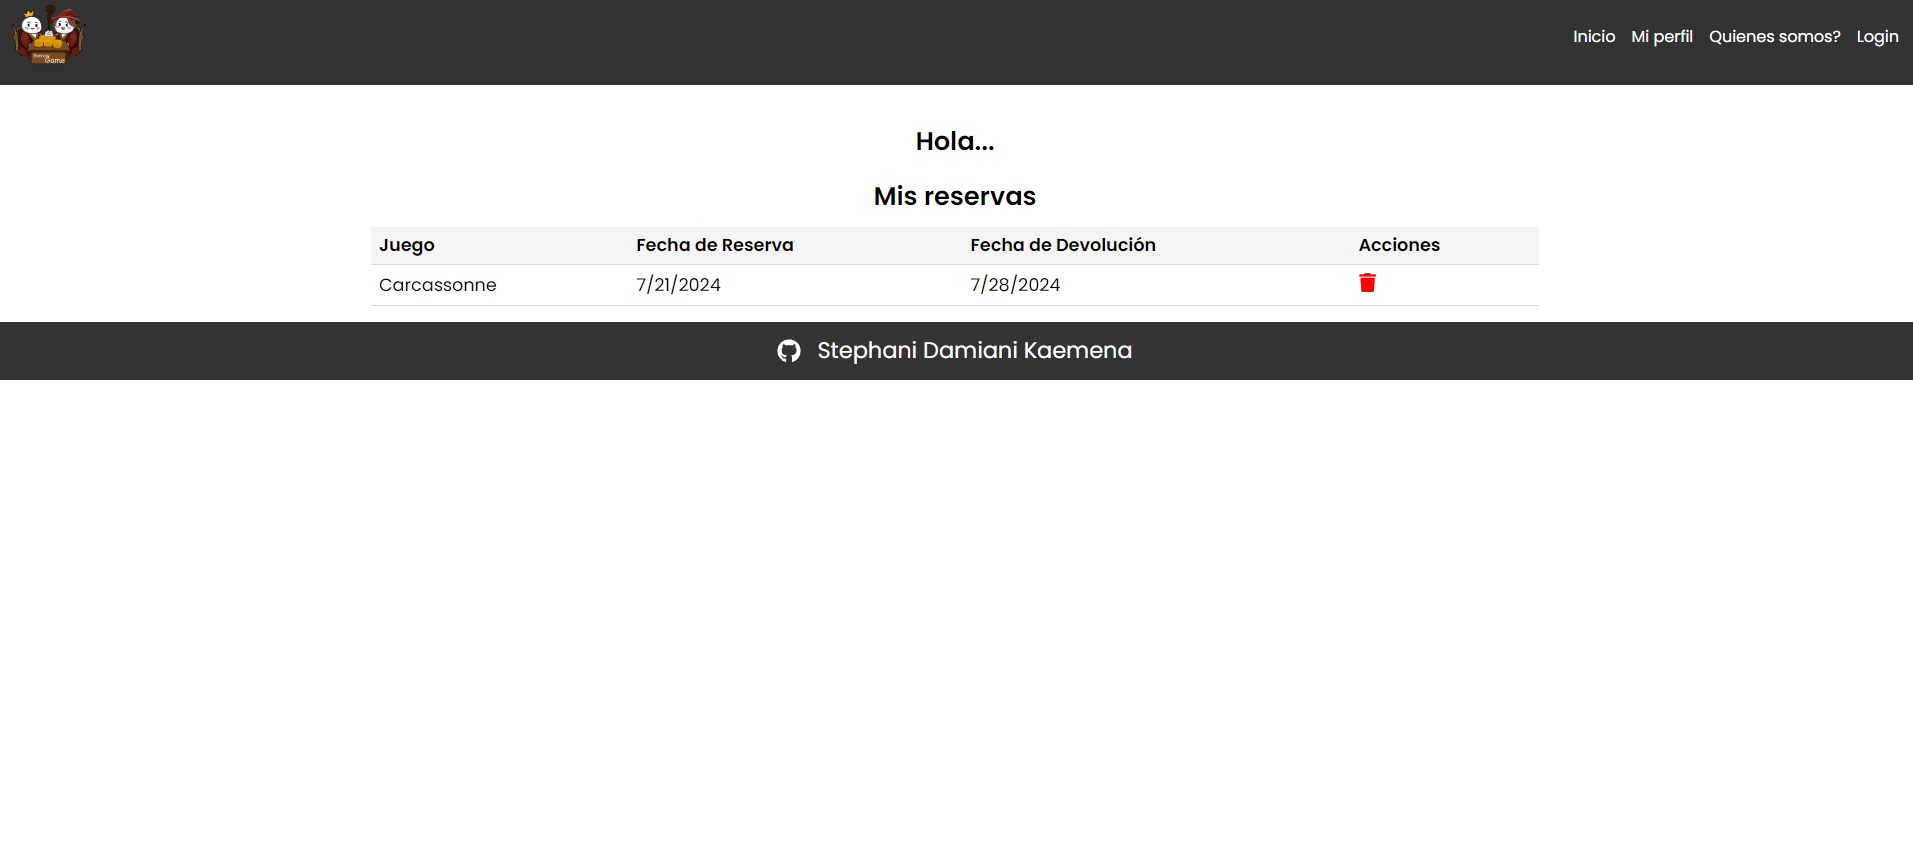 Game
Inicio Mi perfil Quienes somos? Login
Hola...
Mis reservas
Juego Fecha de Reserva Fecha de Devolución Acciones
Carcassonne 7/21/2024 7/28/2024
Stephani Damiani Kaemena